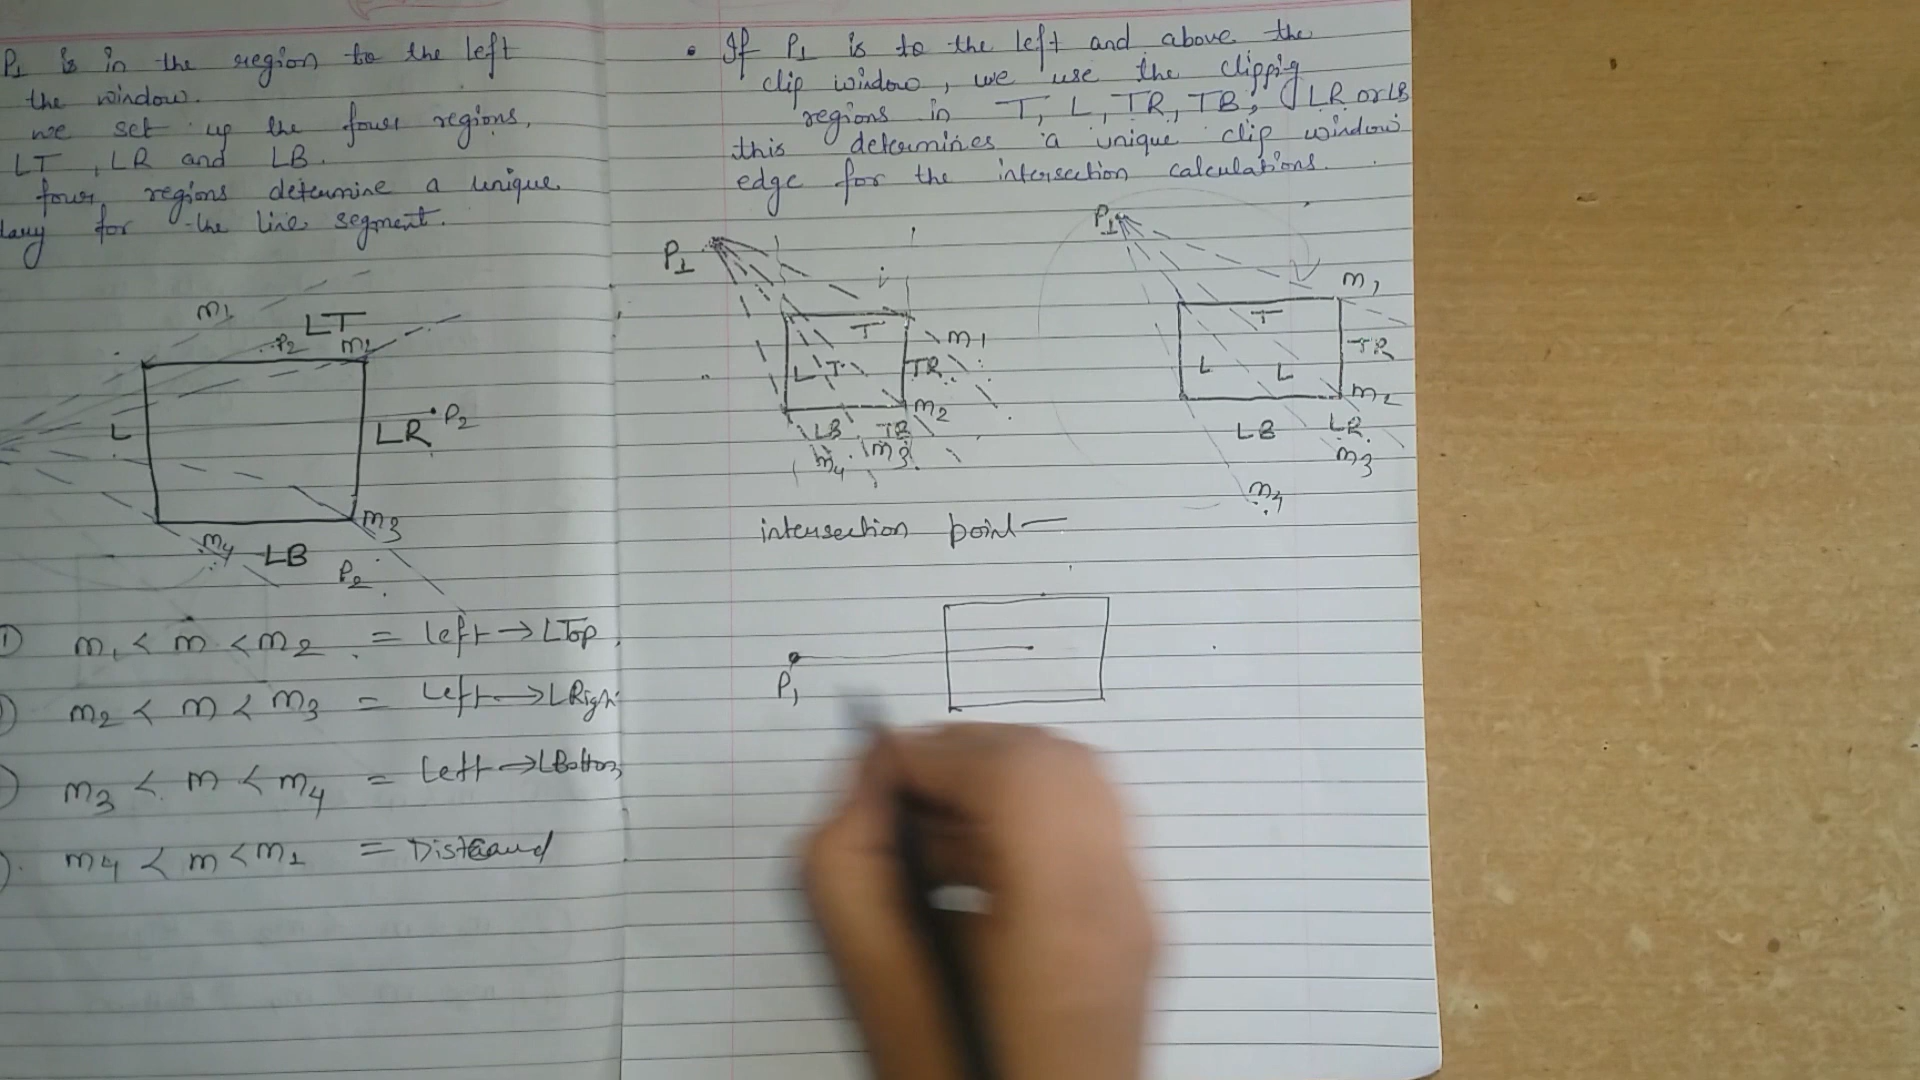 P1 is in the region to the left
the window.
we set up the four regions,
LT, LR and LB.
four regions determine a unique
for the line segment.
m1
LT
P2
m2
L
LR
P2
m3
m4
LB
P2
m1 < m < m2 = left → LTop.
m2 < m < m3 = Left → LRigh
m3 < m < m4 = Left → LBottom
m4 < m < m1 =
• If P1 is to the left and above the
clip window, we use the clippig
regions in T, L, TR, TB, LR or LB
this determines a unique clip window
edge for the intersection calculations.
P1
T
m1
L
T
TR
m2
LB
TB
m4
m3
P1
m1
T
TR
L
L
m2
LB
LR
m3
m4
intersection point —
P1